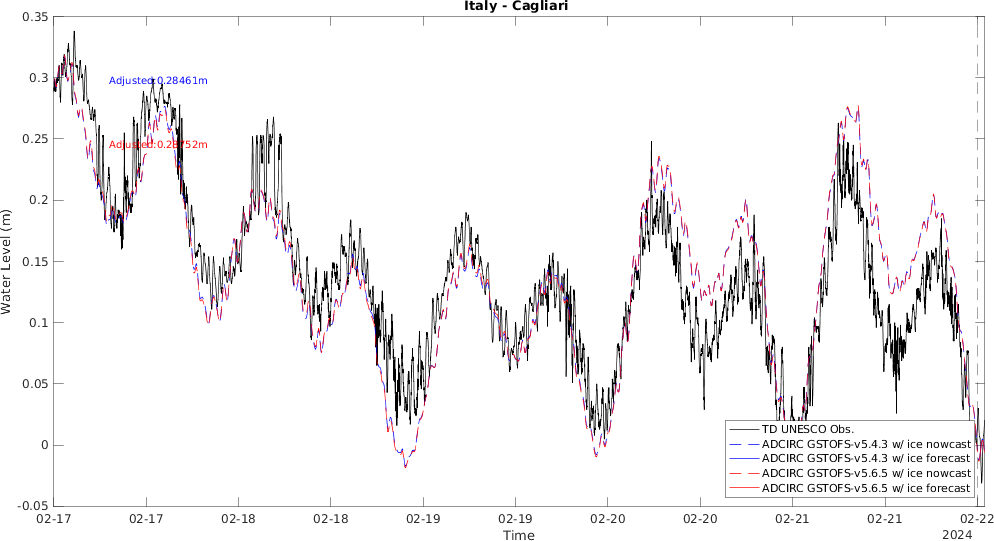 Italy - Cagliari
0.35
0.3
0.25
0.2
0.15
0.1
0.05
0
-0.05
Water Level (m)
Adjusted:0.28461m
TD UNESCO Obs.
ADCIRC GSTOFS-v5.4.3 w/ ice nowcast
ADCIRC GSTOFS-v5.4.3 w/ ice forecast
ADCIRC GSTOFS-v5.6.5 w/ ice nowcast
ADCIRC GSTOFS-v5.6.5 w/ ice forecast
02-17 02-17 02-18 02-18 02-19 02-19 02-20 02-20 02-21 02-21 02-22
Time
2024